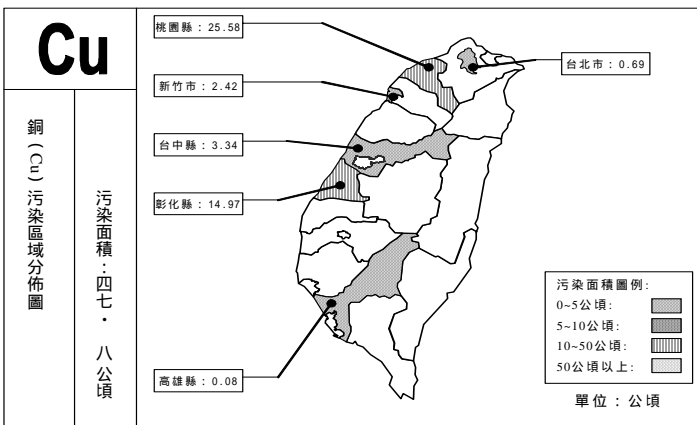 Cu
銅(Cu)污染區域分佈圖
污染面積:四七・ 八公頃
桃園縣:25.58
台北市:0.69
新竹市:2.42
台中縣:3.34
彰化縣:14.97
高雄縣:0.08
污染面積圖例:
0~5公頃:
5~10公頃:
10~50公頃:
50公頃以上:
單位:公頃